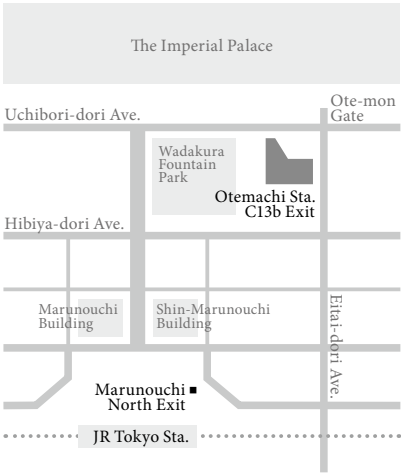 The Imperial Palace
Ote-mon
Gate
Uchibori-dori Ave.
Wadakura
Fountain
Park
Otemachi Sta.
C13b Exit
Hibiya-dori Ave.
Marunouchi
Building
Shin-Marunouchi
Building
Eitai-dori Ave.
Marunouchi
North Exit
JR Tokyo Sta.